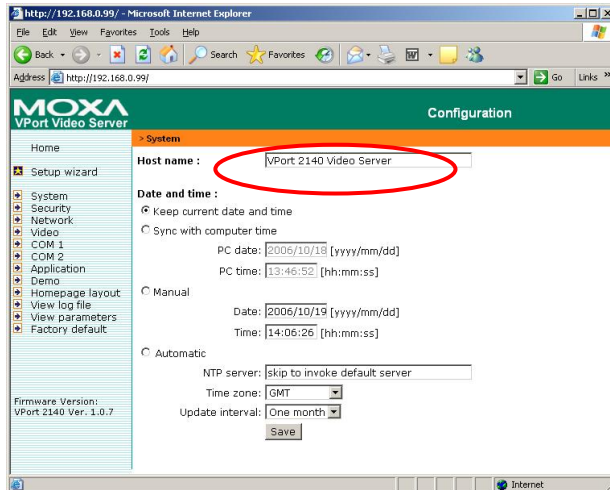 http://192.168.0.99/ - Microsoft Internet Explorer
File Edit View Favorites Tools Help
Back Search Favorites
Address http://192.168.0.99/ Go Links »
MOXA
VPort Video Server
Configuration
Home
Setup wizard
System
Security
Network
Video
COM 1
COM 2
Application
Demo
Homepage layout
View log file
View parameters
Factory default
Firmware Version:
VPort 2140 Ver. 1.0.7
> System
Host name : VPort 2140 Video Server
Date and time :
Keep current date and time
Sync with computer time
PC date: 2006/10/18 [yyyy/mm/dd]
PC time: 13:46:52 [hh:mm:ss]
Manual
Date: 2006/10/19 [yyyy/mm/dd]
Time: 14:06:26 [hh:mm:ss]
Automatic
NTP server: skip to invoke default server
Time zone: GMT
Update interval: One month
Save
Internet